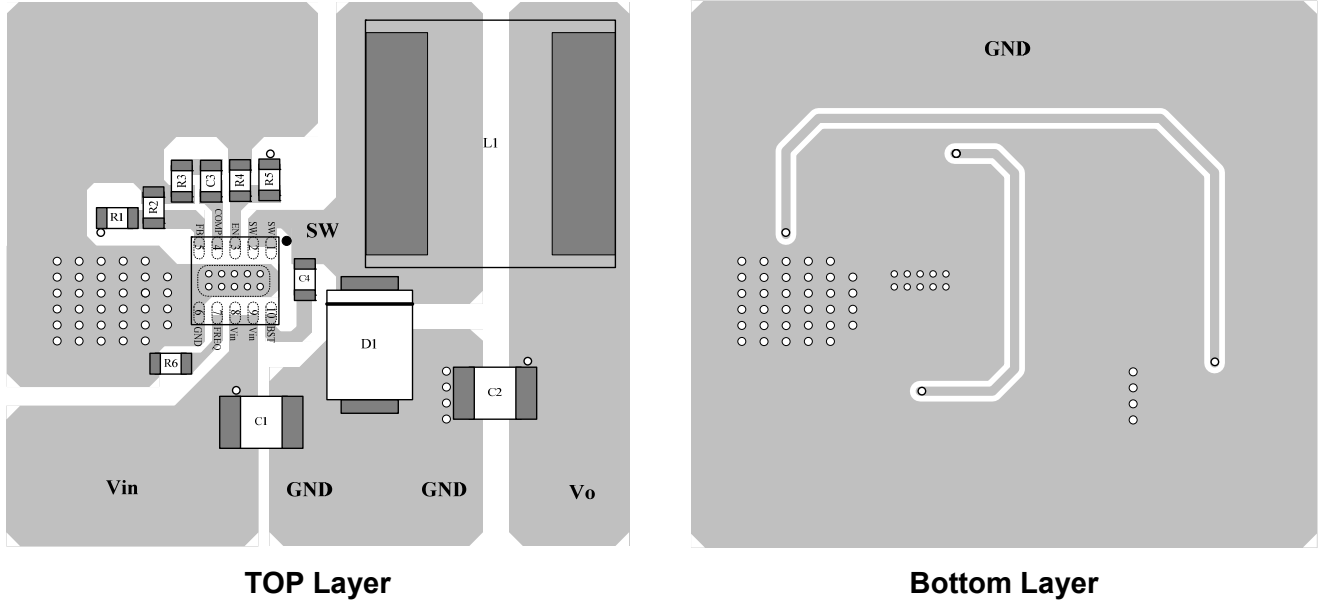 GND
L1
R3
C3
R4
R5
R2
R1
FB
COMP
EN
SW
SW
5
4
3
2
1
SW
C4
6
7
8
9
10
GND
FREQ
Vin
Vin
BST
D1
R6
C2
C1
Vin
GND
GND
Vo
TOP Layer
Bottom Layer